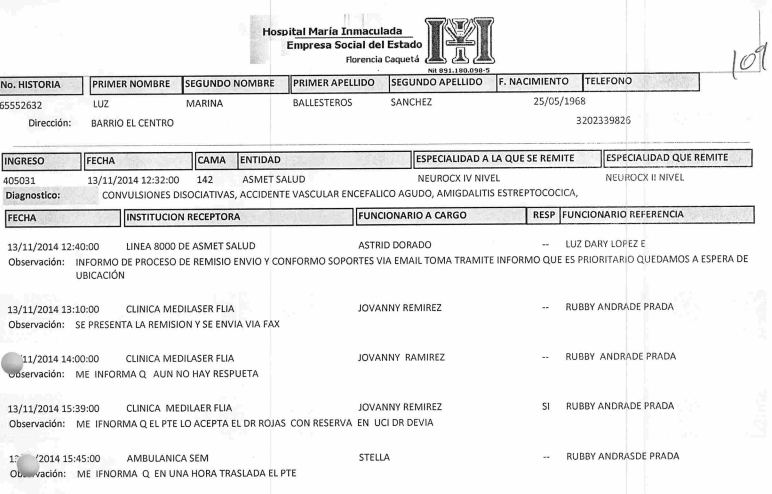 Hospital María Inmaculada
Empresa Social del Estado
Florencia Caquetá
Nit 891.180.098-5
109
No. HISTORIA PRIMER NOMBRE SEGUNDO NOMBRE PRIMER APELLIDO SEGUNDO APELLIDO F. NACIMIENTO TELEFONO
65552632 LUZ MARINA BALLESTEROS SANCHEZ 25/05/1968
Dirección: BARRIO EL CENTRO 3202339826
INGRESO FECHA CAMA ENTIDAD ESPECIALIDAD A LA QUE SE REMITE ESPECIALIDAD QUE REMITE
405031 13/11/2014 12:32:00 142 ASMET SALUD NEUROCX IV NIVEL NEUROCX II NIVEL
Diagnostico: CONVULSIONES DISOCIATIVAS, ACCIDENTE VASCULAR ENCEFALICO AGUDO, AMIGDALITIS ESTREPTOCOCICA,
FECHA INSTITUCION RECEPTORA FUNCIONARIO A CARGO RESP FUNCIONARIO REFERENCIA
13/11/2014 12:40:00 LINEA 8000 DE ASMET SALUD ASTRID DORADO -- LUZ DARY LOPEZ E
Observación: INFORMO DE PROCESO DE REMISIO ENVIO Y CONFORMO SOPORTES VIA EMAIL TOMA TRAMITE INFORMO QUE ES PRIORITARIO QUEDAMOS A ESPERA DE
UBICACIÓN
13/11/2014 13:10:00 CLINICA MEDILASER FLIA JOVANNY REMIREZ -- RUBBY ANDRADE PRADA
Observación: SE PRESENTA LA REMISION Y SE ENVIA VIA FAX
/11/2014 14:00:00 CLINICA MEDILASER FLIA JOVANNY RAMIREZ -- RUBBY ANDRADE PRADA
Observación: ME INFORMA Q AUN NO HAY RESPUETA
13/11/2014 15:39:00 CLINICA MEDILAER FLIA JOVANNY REMIREZ SI RUBBY ANDRADE PRADA
Observación: ME IFNORMA Q EL PTE LO ACEPTA EL DR ROJAS CON RESERVA EN UCI DR DEVIA
/2014 15:45:00 AMBULANICA SEM STELLA -- RUBBY ANDRASDE PRADA
vación: ME IFNORMA Q EN UNA HORA TRASLADA EL PTE